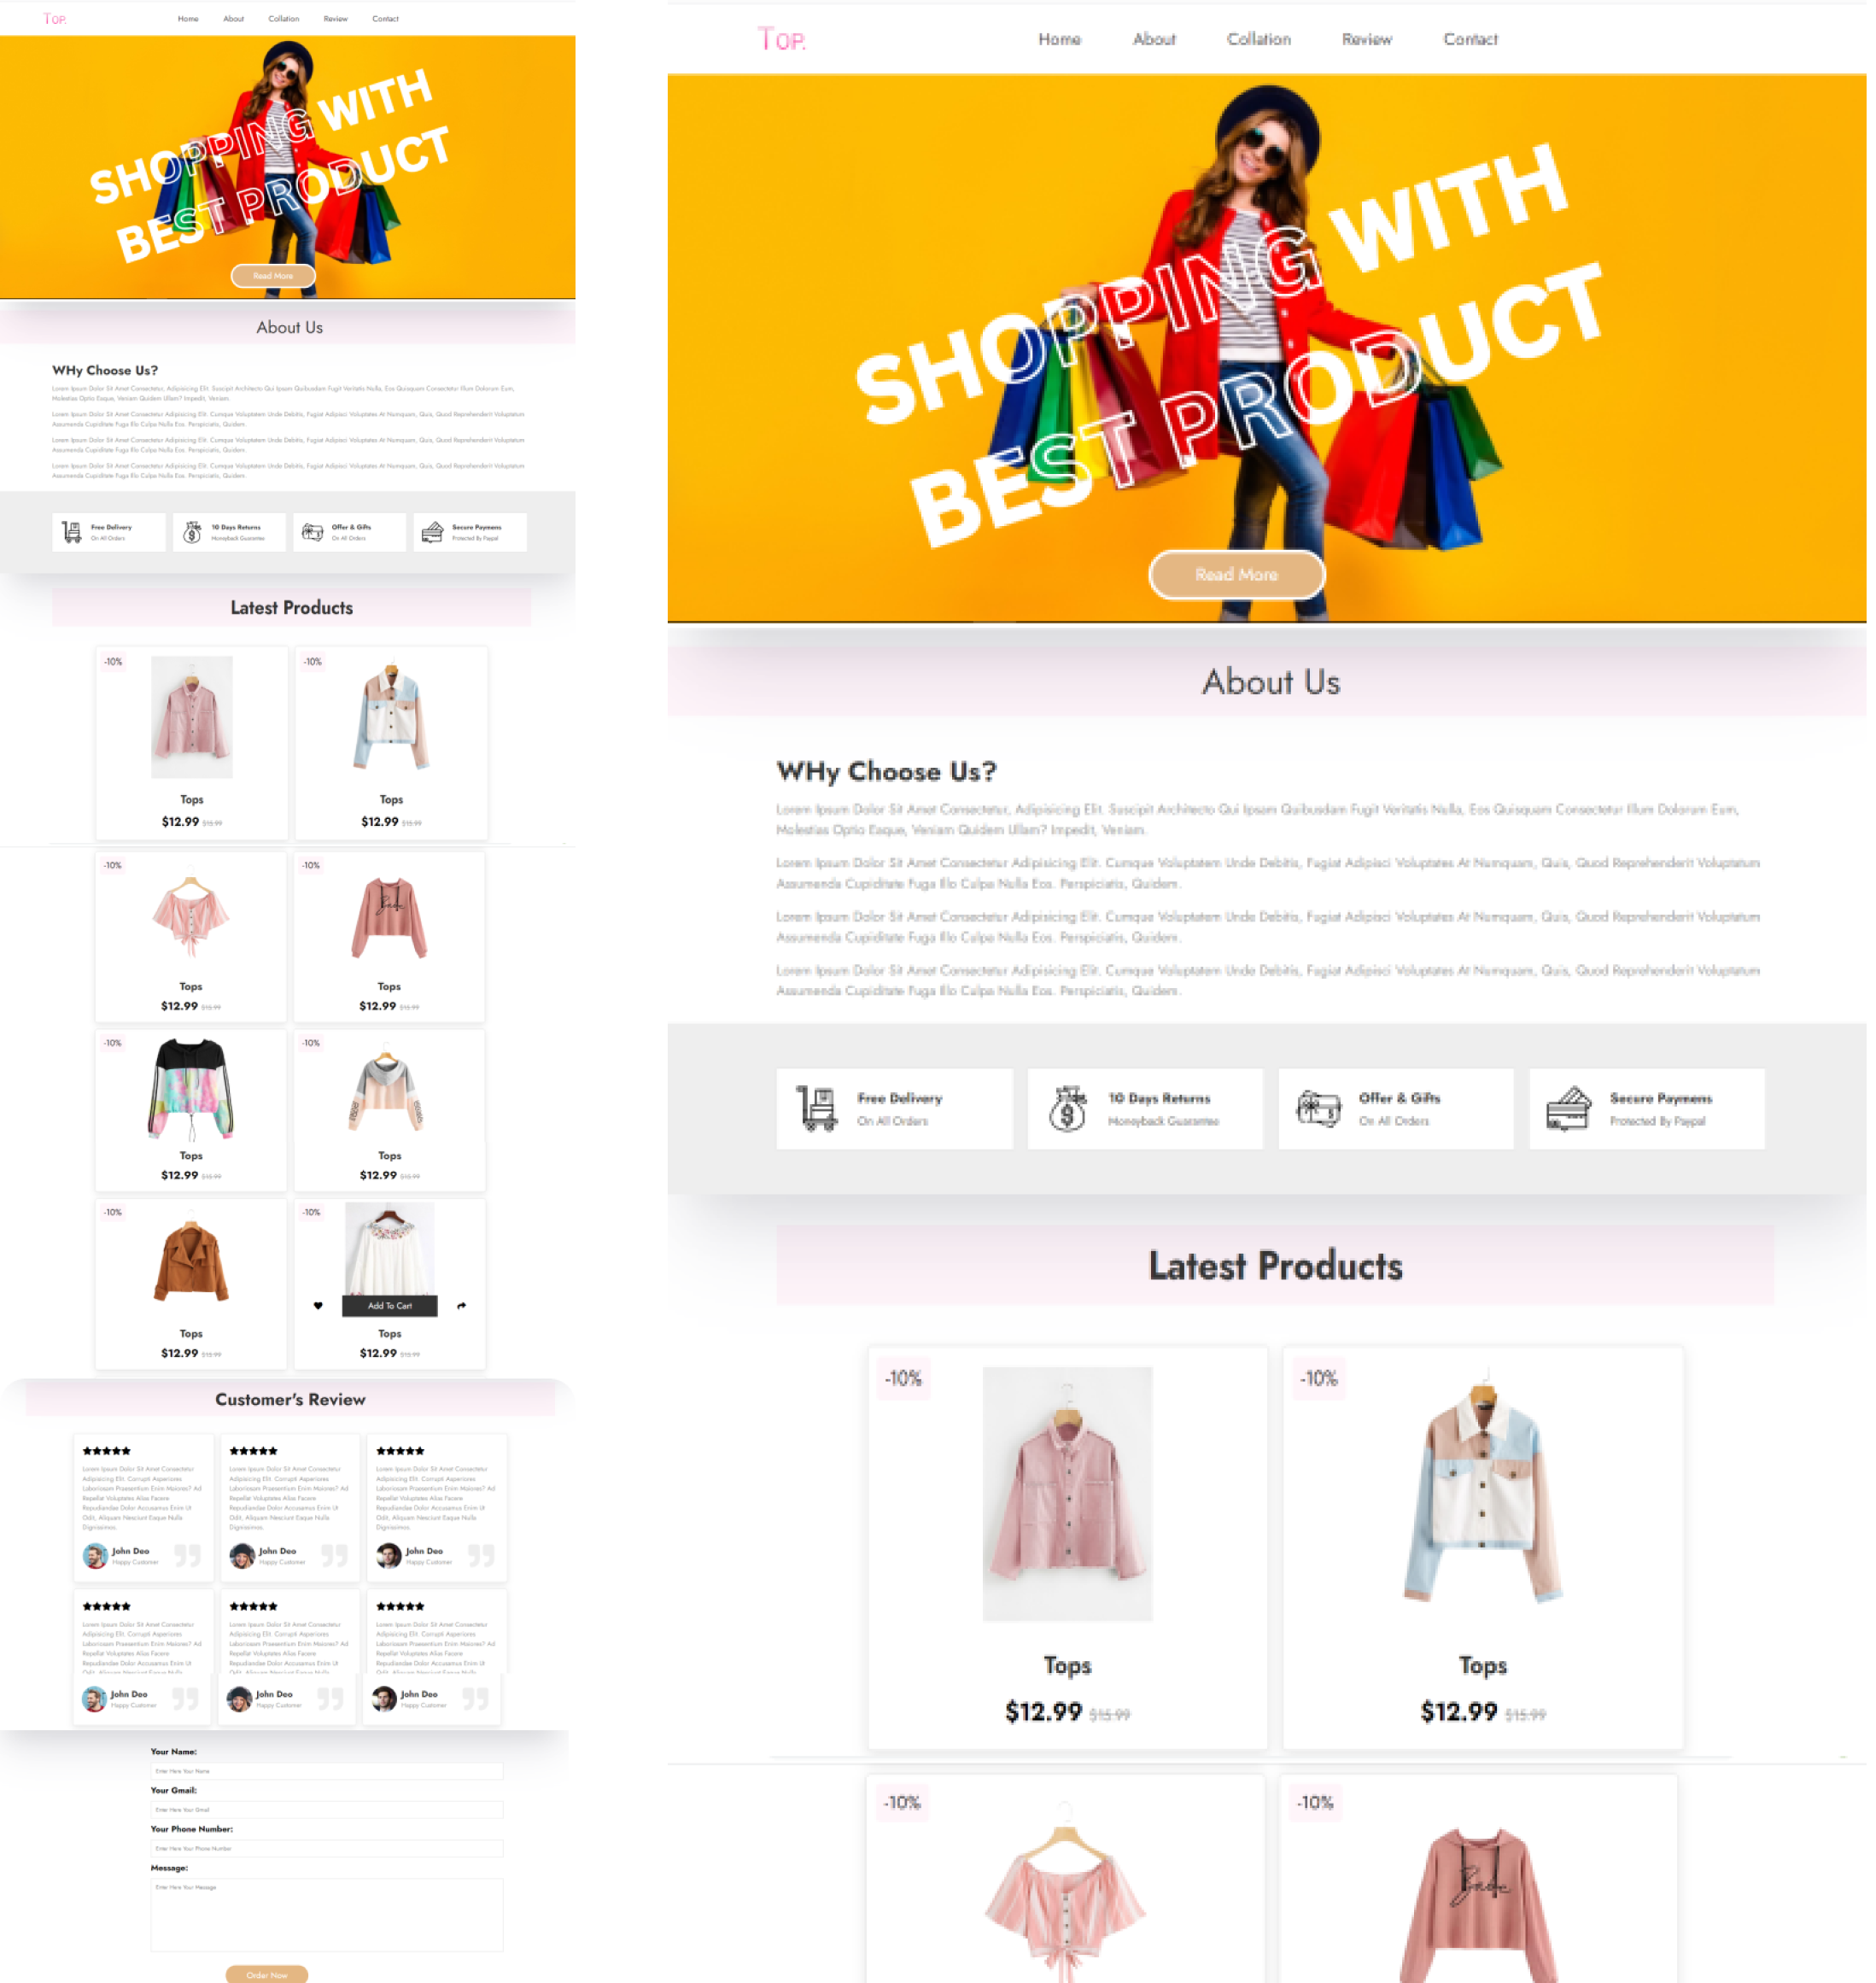 TOP.
Home About Collation Review Contact
SHOPPING WITH
BEST PRODUCT
Read More
About Us
WHy Choose Us?
Lorem Ipsum Dolor Sit Amet Consectetur, Adipisicing Elit. Suscipit Architecto Qui Ipsam Quibusdam Fugit Veritatis Nulla, Eos Quisquam Consectetur Illum Dolorum Eum,
Molestias Optio Eaque, Veniam Quidem Ullam? Impedit, Veniam.
Lorem Ipsum Dolor Sit Amet Consectetur Adipisicing Elit. Cumque Voluptatem Unde Debitis, Fugiat Adipisci Voluptates At Numquam, Quis, Quod Reprehenderit Voluptatum
Assumenda Cupiditate Fuga Illo Culpa Nulla Eos. Perspiciatis, Quidem.
Lorem Ipsum Dolor Sit Amet Consectetur Adipisicing Elit. Cumque Voluptatem Unde Debitis, Fugiat Adipisci Voluptates At Numquam, Quis, Quod Reprehenderit Voluptatum
Assumenda Cupiditate Fuga Illo Culpa Nulla Eos. Perspiciatis, Quidem.
Lorem Ipsum Dolor Sit Amet Consectetur Adipisicing Elit. Cumque Voluptatem Unde Debitis, Fugiat Adipisci Voluptates At Numquam, Quis, Quod Reprehenderit Voluptatum
Assumenda Cupiditate Fuga Illo Culpa Nulla Eos. Perspiciatis, Quidem.
Free Delivery
On All Orders
10 Days Returns
Moneyback Guarantee
Offer & Gifts
On All Orders
Secure Paymens
Protected By Paypal
Latest Products
-10%
Tops
$12.99 $15.99
-10%
Tops
$12.99 $15.99
-10%
Tops
$12.99 $15.99
-10%
Babe
Tops
$12.99 $15.99
-10%
Tops
$12.99 $15.99
-10%
Tops
$12.99 $15.99
-10%
Tops
$12.99 $15.99
-10%
Add To Cart
Tops
$12.99 $15.99
Customer's Review
Lorem Ipsum Dolor Sit Amet Consectetur
Adipisicing Elit. Corrupti Asperiores
Laboriosam Praesentium Enim Maiores? Ad
Repellat Voluptates Alias Facere
Repudiandae Dolor Accusamus Enim Ut
Odit, Aliquam Nesciunt Eaque Nulla
Dignissimos.
John Deo
Happy Customer
Lorem Ipsum Dolor Sit Amet Consectetur
Adipisicing Elit. Corrupti Asperiores
Laboriosam Praesentium Enim Maiores? Ad
Repellat Voluptates Alias Facere
Repudiandae Dolor Accusamus Enim Ut
Odit, Aliquam Nesciunt Eaque Nulla
Dignissimos.
John Deo
Happy Customer
Lorem Ipsum Dolor Sit Amet Consectetur
Adipisicing Elit. Corrupti Asperiores
Laboriosam Praesentium Enim Maiores? Ad
Repellat Voluptates Alias Facere
Repudiandae Dolor Accusamus Enim Ut
Odit, Aliquam Nesciunt Eaque Nulla
Dignissimos.
John Deo
Happy Customer
Lorem Ipsum Dolor Sit Amet Consectetur
Adipisicing Elit. Corrupti Asperiores
Laboriosam Praesentium Enim Maiores? Ad
Repellat Voluptates Alias Facere
Repudiandae Dolor Accusamus Enim Ut
John Deo
Happy Customer
Lorem Ipsum Dolor Sit Amet Consectetur
Adipisicing Elit. Corrupti Asperiores
Laboriosam Praesentium Enim Maiores? Ad
Repellat Voluptates Alias Facere
Repudiandae Dolor Accusamus Enim Ut
John Deo
Happy Customer
Lorem Ipsum Dolor Sit Amet Consectetur
Adipisicing Elit. Corrupti Asperiores
Laboriosam Praesentium Enim Maiores? Ad
Repellat Voluptates Alias Facere
Repudiandae Dolor Accusamus Enim Ut
John Deo
Happy Customer
Your Name:
Enter Here Your Name
Your Gmail:
Enter Here Your Gmail
Your Phone Number:
Enter Here Your Phone Number
Message:
Enter Here Your Message
Order Now
TOP.
Home About Collation Review Contact
SHOPPING WITH
BEST PRODUCT
Read More
About Us
WHy Choose Us?
Lorem Ipsum Dolor Sit Amet Consectetur, Adipisicing Elit. Suscipit Architecto Qui Ipsam Quibusdam Fugit Veritatis Nulla, Eos Quisquam Consectetur Illum Dolorum Eum,
Molestias Optio Eaque, Veniam Quidem Ullam? Impedit, Veniam.
Lorem Ipsum Dolor Sit Amet Consectetur Adipisicing Elit. Cumque Voluptatem Unde Debitis, Fugiat Adipisci Voluptates At Numquam, Quis, Quod Reprehenderit Voluptatum
Assumenda Cupiditate Fuga Illo Culpa Nulla Eos. Perspiciatis, Quidem.
Lorem Ipsum Dolor Sit Amet Consectetur Adipisicing Elit. Cumque Voluptatem Unde Debitis, Fugiat Adipisci Voluptates At Numquam, Quis, Quod Reprehenderit Voluptatum
Assumenda Cupiditate Fuga Illo Culpa Nulla Eos. Perspiciatis, Quidem.
Lorem Ipsum Dolor Sit Amet Consectetur Adipisicing Elit. Cumque Voluptatem Unde Debitis, Fugiat Adipisci Voluptates At Numquam, Quis, Quod Reprehenderit Voluptatum
Assumenda Cupiditate Fuga Illo Culpa Nulla Eos. Perspiciatis, Quidem.
Free Delivery
On All Orders
10 Days Returns
Moneyback Guarantee
Offer & Gifts
On All Orders
Secure Paymens
Protected By Paypal
Latest Products
-10%
Tops
$12.99 $15.99
-10%
Tops
$12.99 $15.99
-10%
-10%
Babe